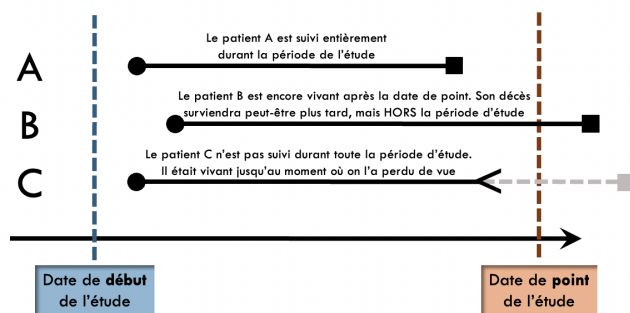 Le patient A est suivi entièrement
durant la période de l'étude
A
Le patient B est encore vivant après la date de point. Son décès
surviendra peut-être plus tard, mais HORS la période d'étude
B
Le patient C n'est pas suivi durant toute la période d'étude.
Il était vivant jusqu'au moment où on l'a perdu de vue
C
Date de début
de l'étude
Date de point
de l'étude